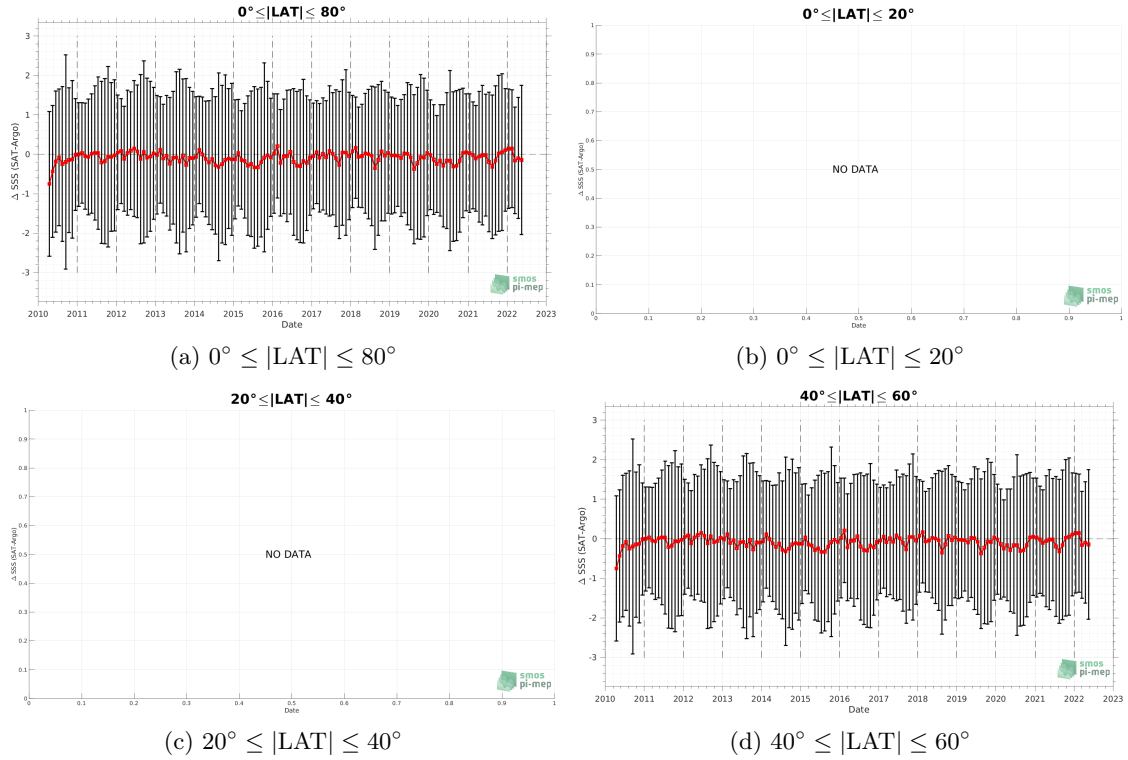 0°≤|LAT|≤ 80°
3
2
1
0
-1
-2
-3
Δ SSS (SAT-Argo)
2010 2011 2012 2013 2014 2015 2016 2017 2018 2019 2020 2021 2022 2023
Date
smos
pi-mep
(a) 0° ≤ |LAT| ≤ 80°
0°≤|LAT|≤ 20°
1
0.9
0.8
0.7
0.6
0.5
0.4
0.3
0.2
0.1
0
Δ SSS (SAT-Argo)
NO DATA
0 0.1 0.2 0.3 0.4 0.5 0.6 0.7 0.8 0.9 1
Date
smos
pi-mep
(b) 0° ≤ |LAT| ≤ 20°
20°≤|LAT|≤ 40°
1
0.9
0.8
0.7
0.6
0.5
0.4
0.3
0.2
0.1
0
Δ SSS (SAT-Argo)
NO DATA
0 0.1 0.2 0.3 0.4 0.5 0.6 0.7 0.8 0.9 1
Date
smos
pi-mep
(c) 20° ≤ |LAT| ≤ 40°
40°≤|LAT|≤ 60°
3
2
1
0
-1
-2
-3
Δ SSS (SAT-Argo)
2010 2011 2012 2013 2014 2015 2016 2017 2018 2019 2020 2021 2022 2023
Date
smos
pi-mep
(d) 40° ≤ |LAT| ≤ 60°